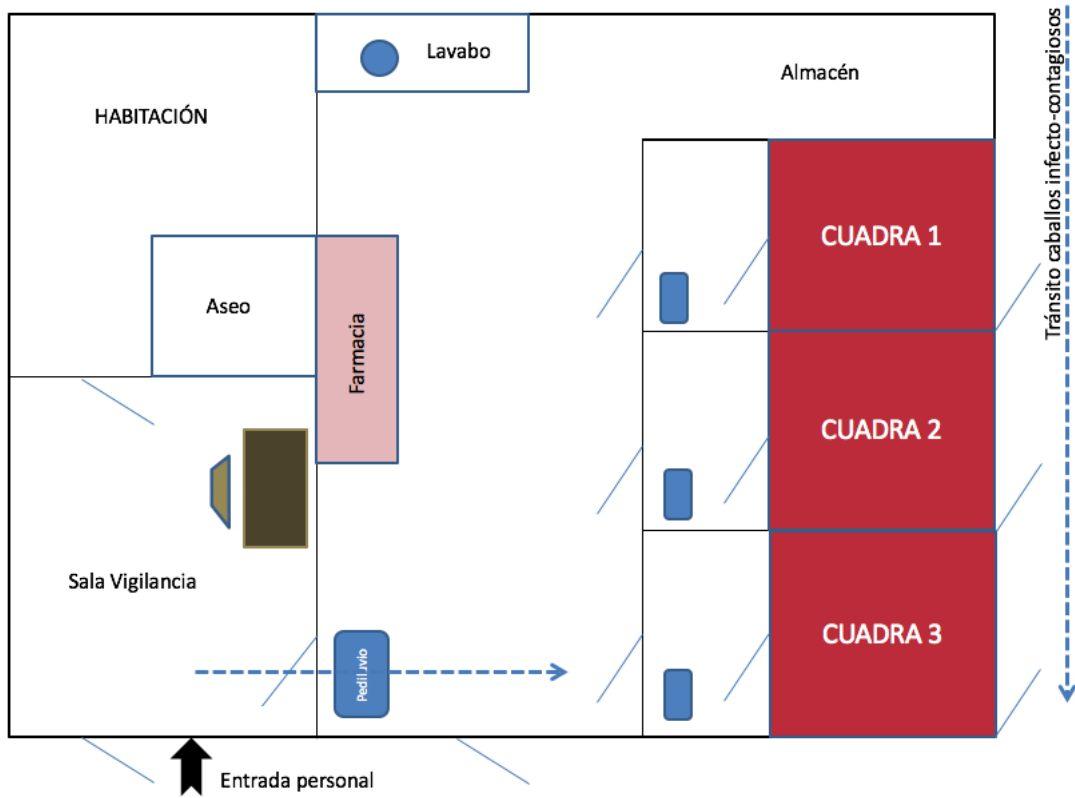 Lavabo
Almacén
HABITACIÓN
Tránsito caballos infecto-contagiosos
CUADRA 1
Aseo
Farmacia
CUADRA 2
Sala Vigilancia
CUADRA 3
Pediluvio
Entrada personal